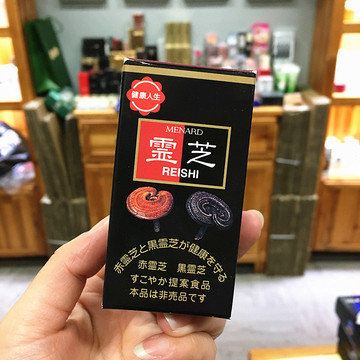 健康人生
MENARD
霊芝
REISHI
赤霊芝と黒霊芝が健康を守る
赤霊芝 黒霊芝
すこやか提案食品
本品は非売品です